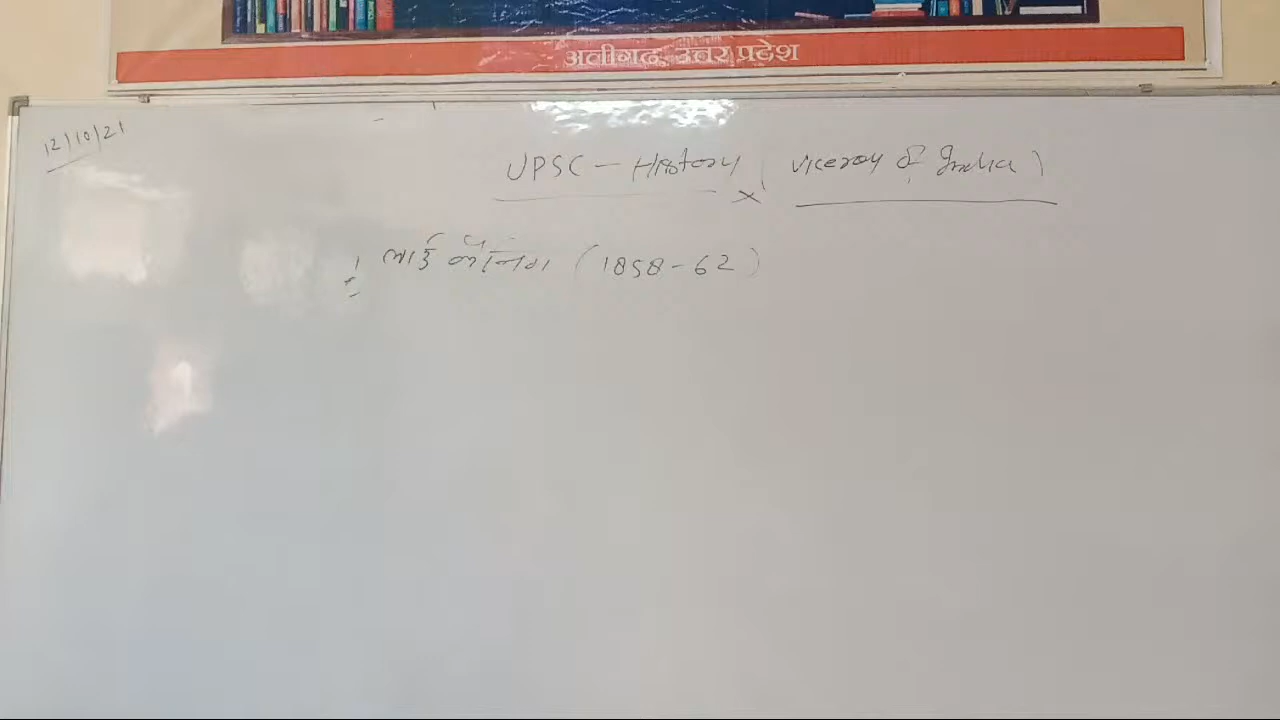 अलीगढ़, उत्तर प्रदेश
12/10/21
UPSC - History ( Viceroy of India )
लार्ड कैनिंग (1858-62)